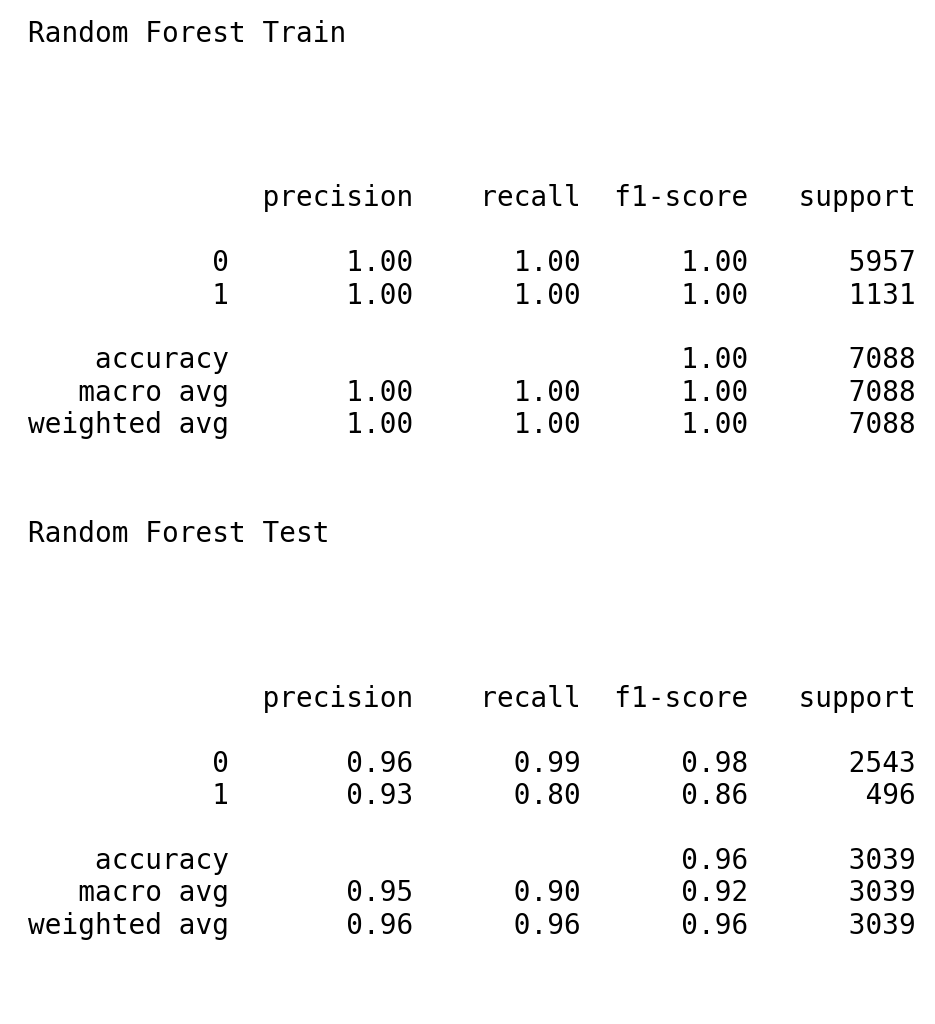 Random Forest Train
precision recall f1-score support
0 1.00 1.00 1.00 5957
1 1.00 1.00 1.00 1131
accuracy 1.00 7088
macro avg 1.00 1.00 1.00 7088
weighted avg 1.00 1.00 1.00 7088
Random Forest Test
precision recall f1-score support
0 0.96 0.99 0.98 2543
1 0.93 0.80 0.86 496
accuracy 0.96 3039
macro avg 0.95 0.90 0.92 3039
weighted avg 0.96 0.96 0.96 3039